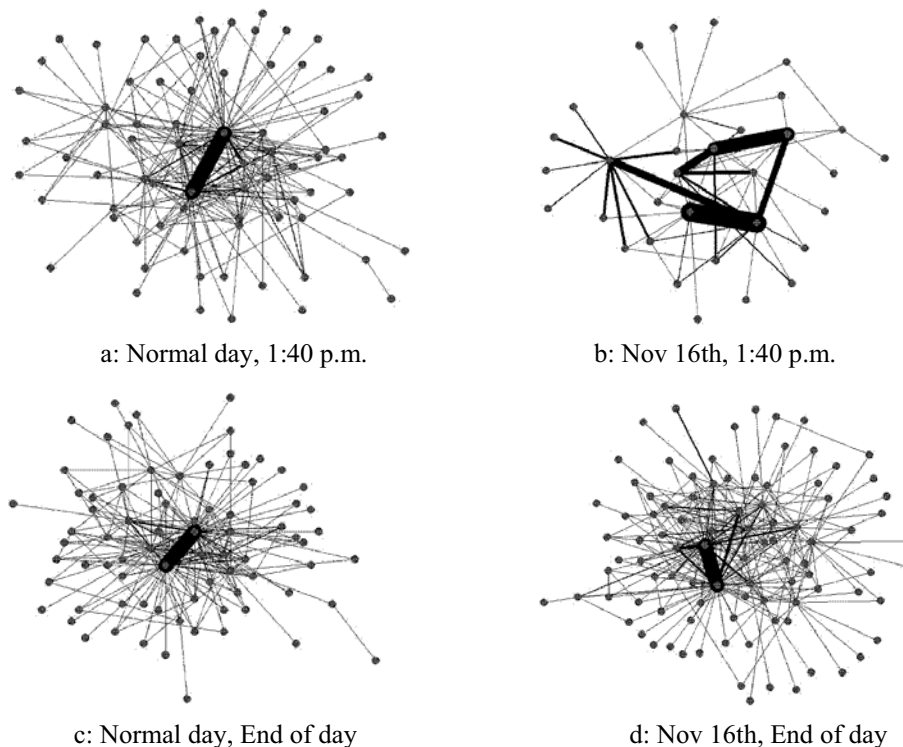 a: Normal day, 1:40 p.m.
b: Nov 16th, 1:40 p.m.
c: Normal day, End of day
d: Nov 16th, End of day